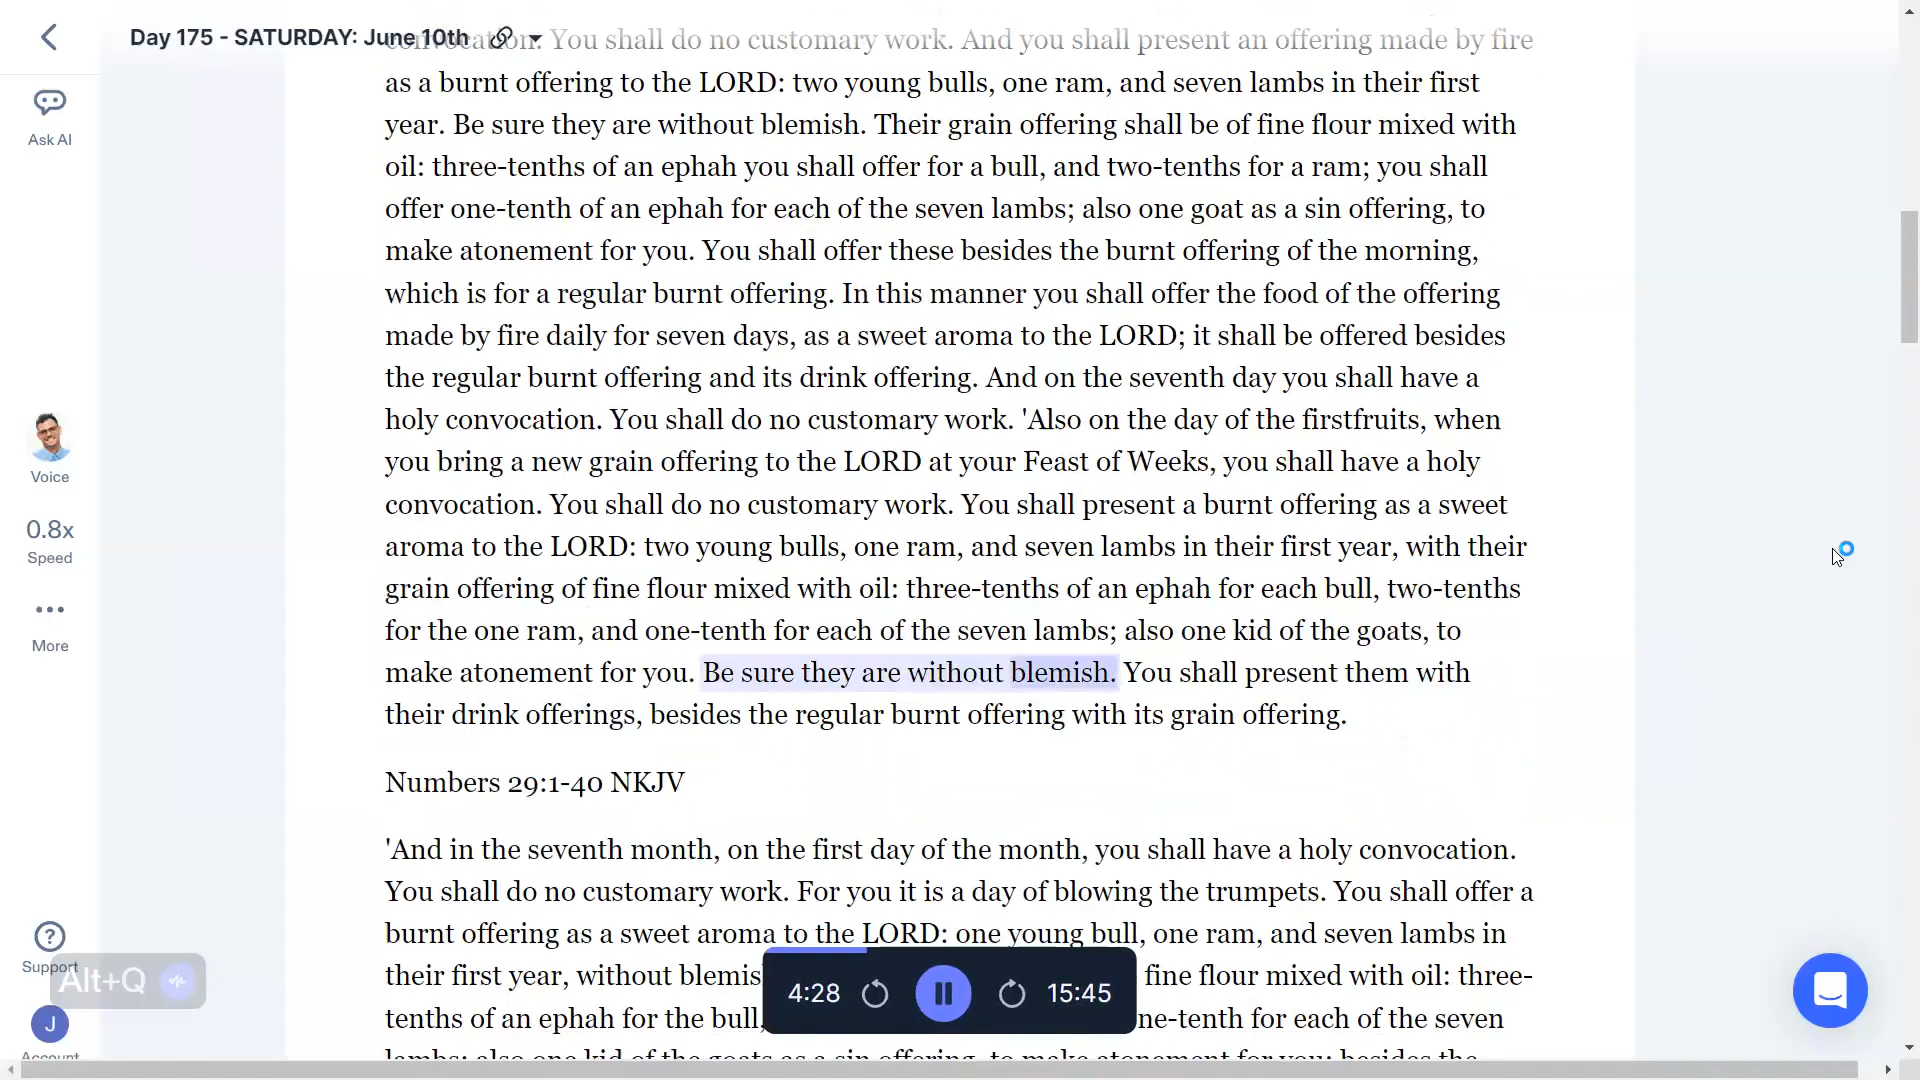 Day 175 - SATURDAY: June 10th
convocation. You shall do no customary work. And you shall present an offering made by fire
as a burnt offering to the LORD: two young bulls, one ram, and seven lambs in their first
year. Be sure they are without blemish. Their grain offering shall be of fine flour mixed with
oil: three-tenths of an ephah you shall offer for a bull, and two-tenths for a ram; you shall
offer one-tenth of an ephah for each of the seven lambs; also one goat as a sin offering, to
make atonement for you. You shall offer these besides the burnt offering of the morning,
which is for a regular burnt offering. In this manner you shall offer the food of the offering
made by fire daily for seven days, as a sweet aroma to the LORD; it shall be offered besides
the regular burnt offering and its drink offering. And on the seventh day you shall have a
holy convocation. You shall do no customary work. 'Also on the day of the firstfruits, when
you bring a new grain offering to the LORD at your Feast of Weeks, you shall have a holy
convocation. You shall do no customary work. You shall present a burnt offering as a sweet
aroma to the LORD: two young bulls, one ram, and seven lambs in their first year, with their
grain offering of fine flour mixed with oil: three-tenths of an ephah for each bull, two-tenths
for the one ram, and one-tenth for each of the seven lambs; also one kid of the goats, to
make atonement for you. Be sure they are without blemish. You shall present them with
their drink offerings, besides the regular burnt offering with its grain offering.
Numbers 29:1-40 NKJV
'And in the seventh month, on the first day of the month, you shall have a holy convocation.
You shall do no customary work. For you it is a day of blowing the trumpets. You shall offer a
burnt offering as a sweet aroma to the LORD: one young bull, one ram, and seven lambs in
their first year, without blemis fine flour mixed with oil: three-
tenths of an ephah for the bull, ne-tenth for each of the seven
lambs; also one kid of the goats as a sin offering, to make atonement for you; besides the
Ask AI
Voice
0.8x
Speed
More
Support
Alt+Q
J
Account
4:28
15:45